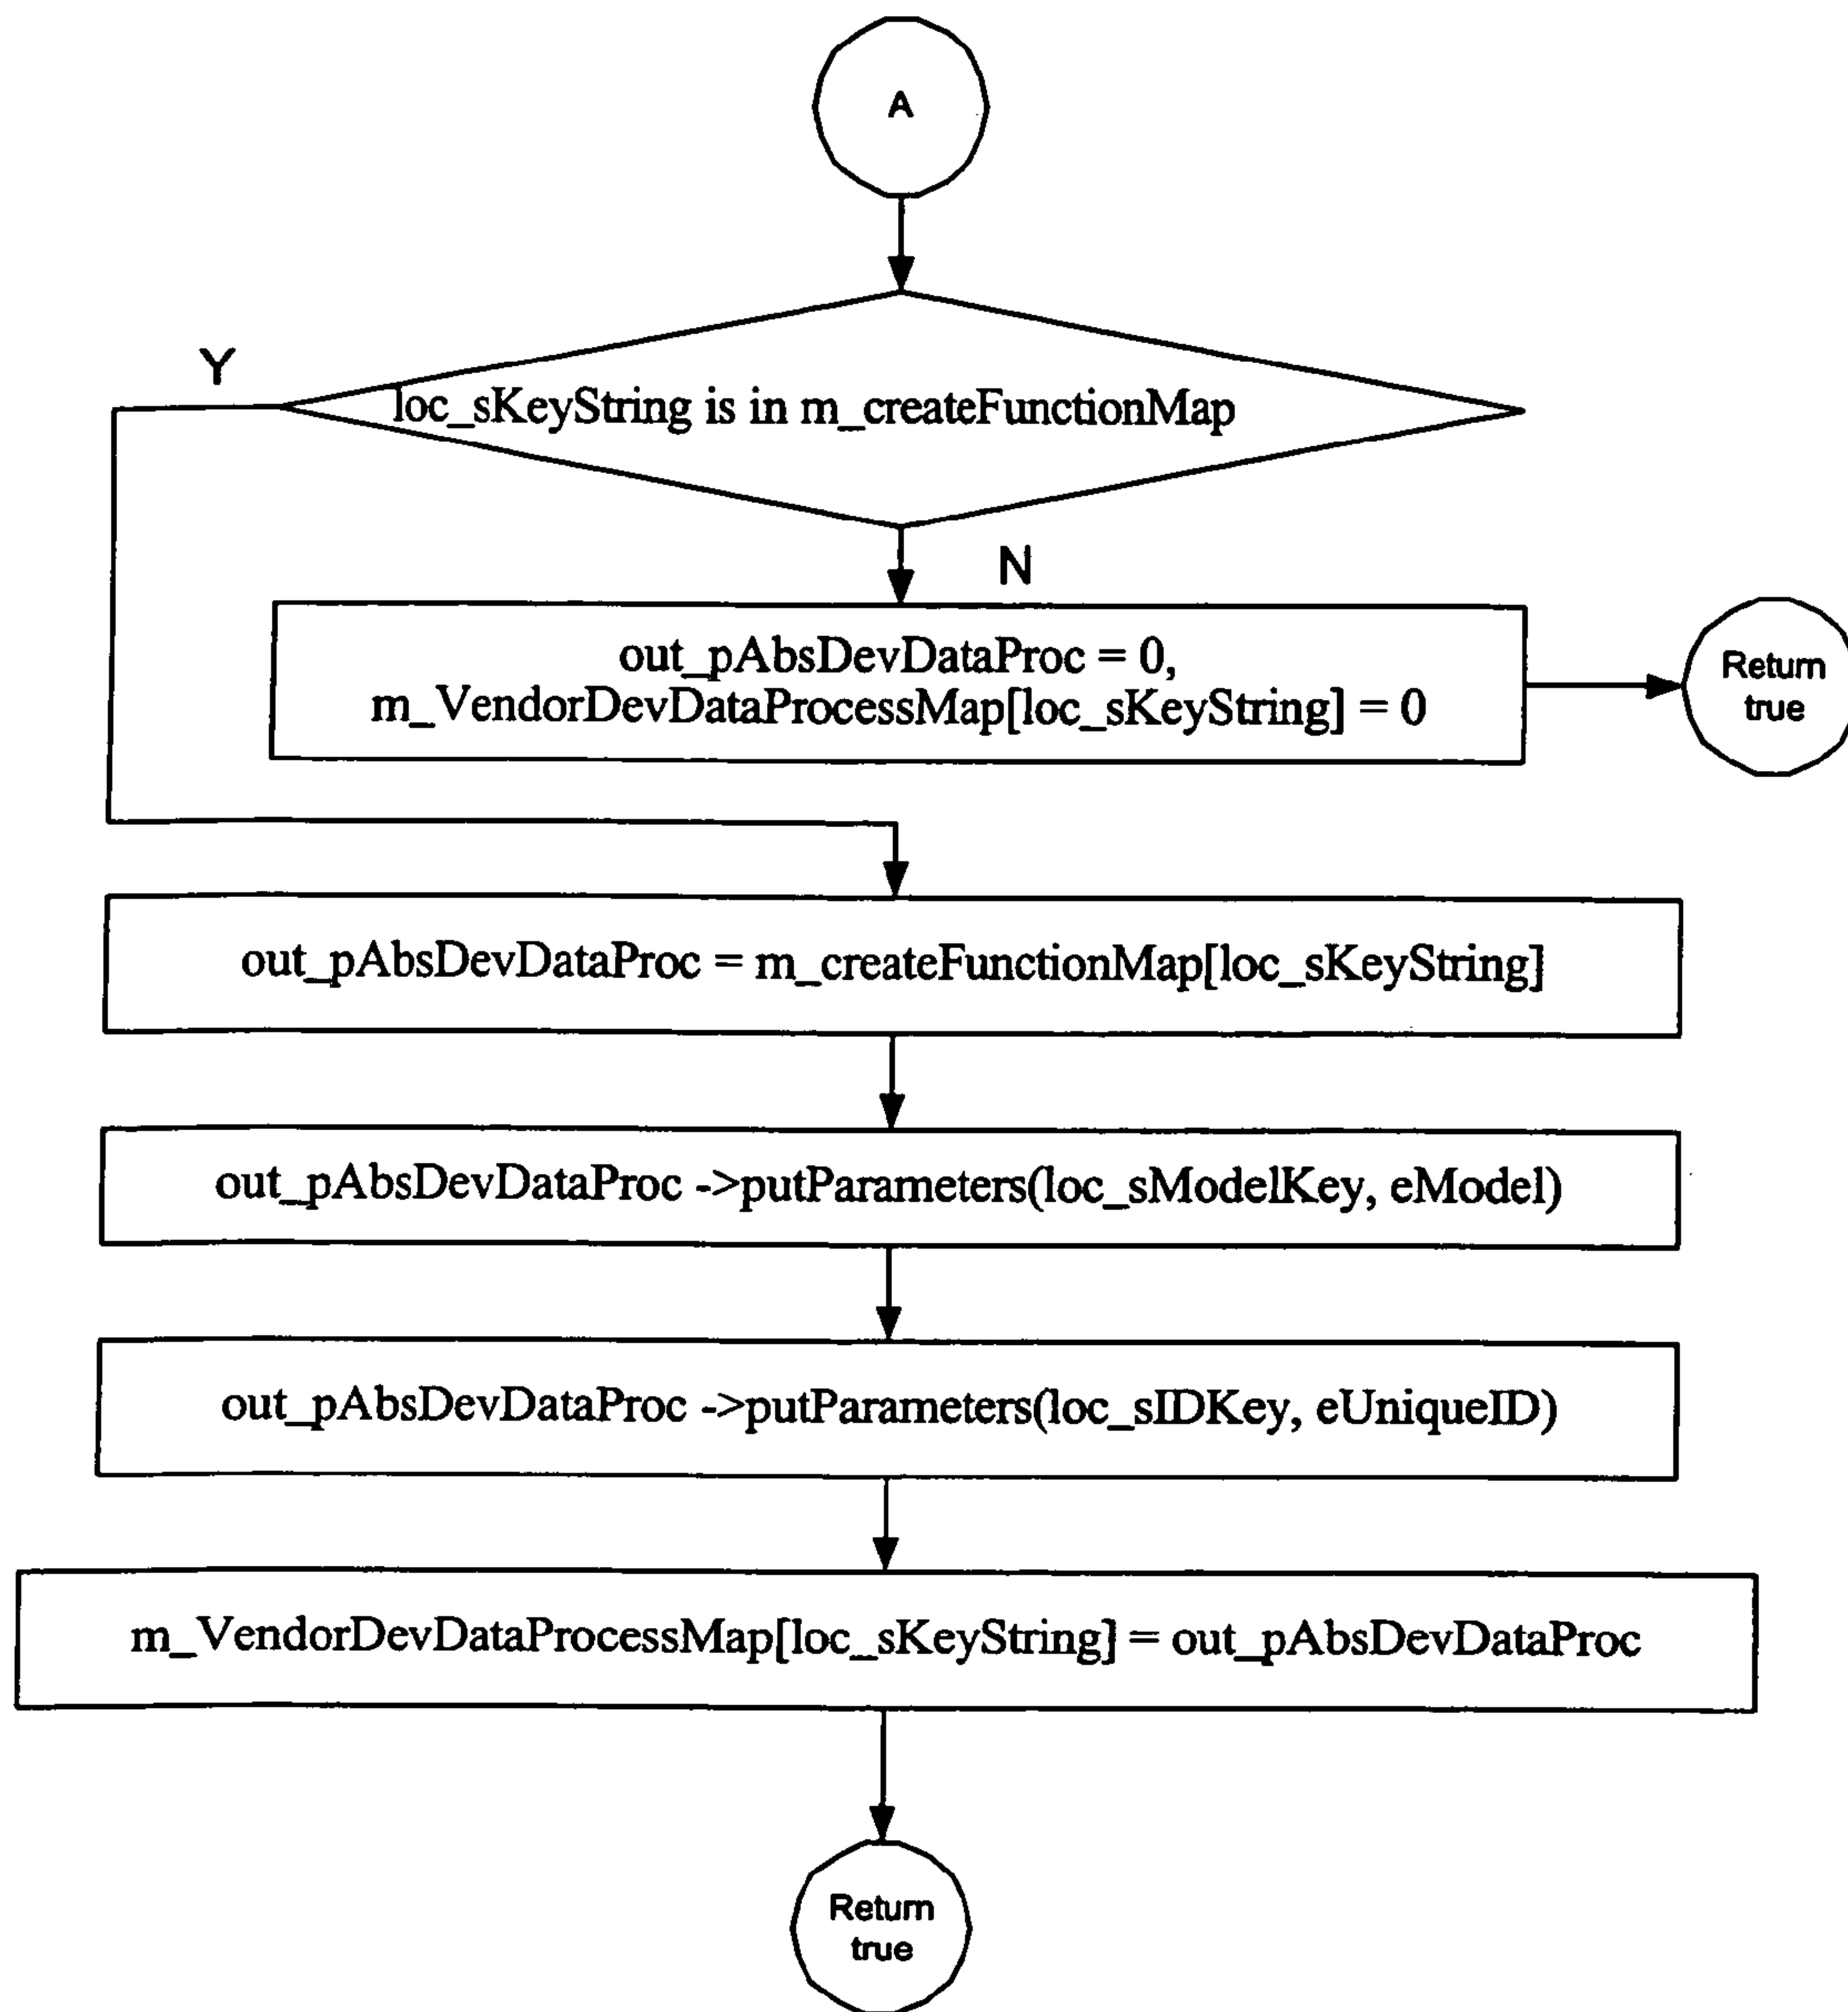 A
Y
loc_sKeyString is in m_createFunctionMap
N
out_pAbsDevDataProc = 0,
m_VendorDevDataProcessMap[loc_sKeyString] = 0
Return
true
out_pAbsDevDataProc = m_createFunctionMap[loc_sKeyString]
out_pAbsDevDataProc ->putParameters(loc_sModelKey, eModel)
out_pAbsDevDataProc ->putParameters(loc_sIDKey, eUniqueID)
m_VendorDevDataProcessMap[loc_sKeyString] = out_pAbsDevDataProc
Return
true